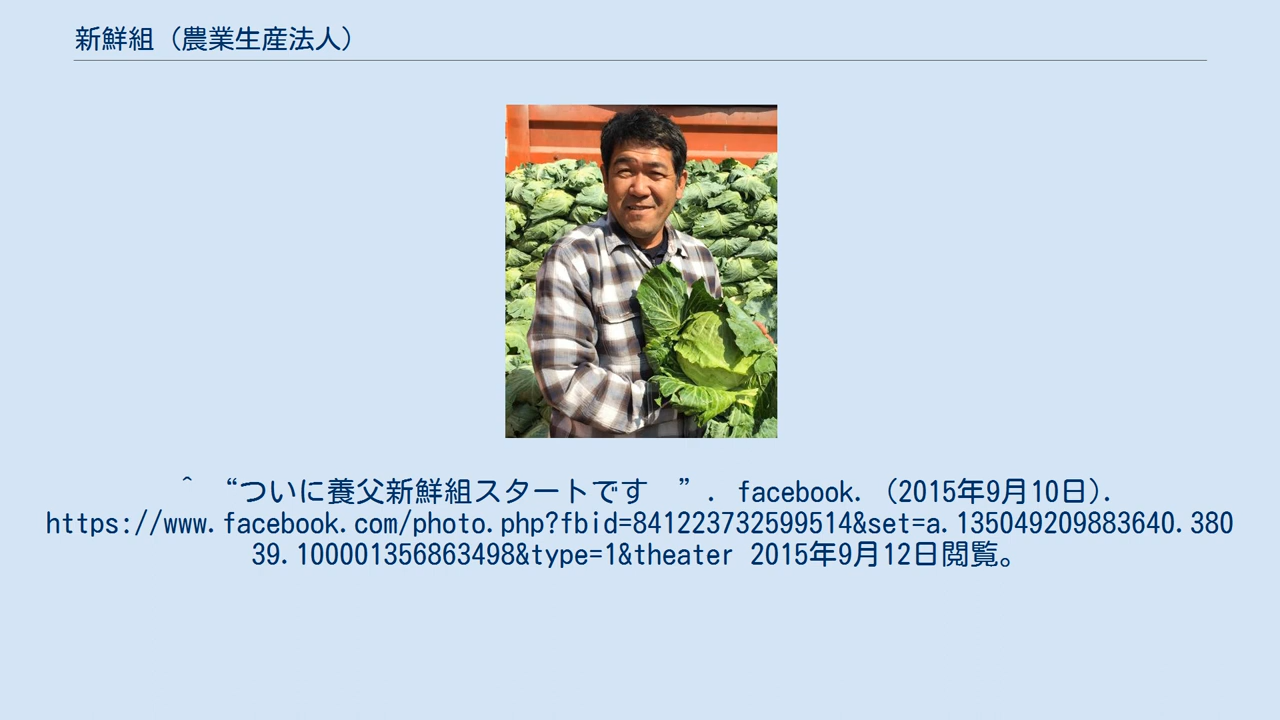 新鮮組（農業生産法人）
^ “ついに養父新鮮組スタートです ”. facebook. (2015年9月10日).
https://www.facebook.com/photo.php?fbid=841223732599514&set=a.135049209883640.380
39.100001356863498&type=1&theater 2015年9月12日閲覧。